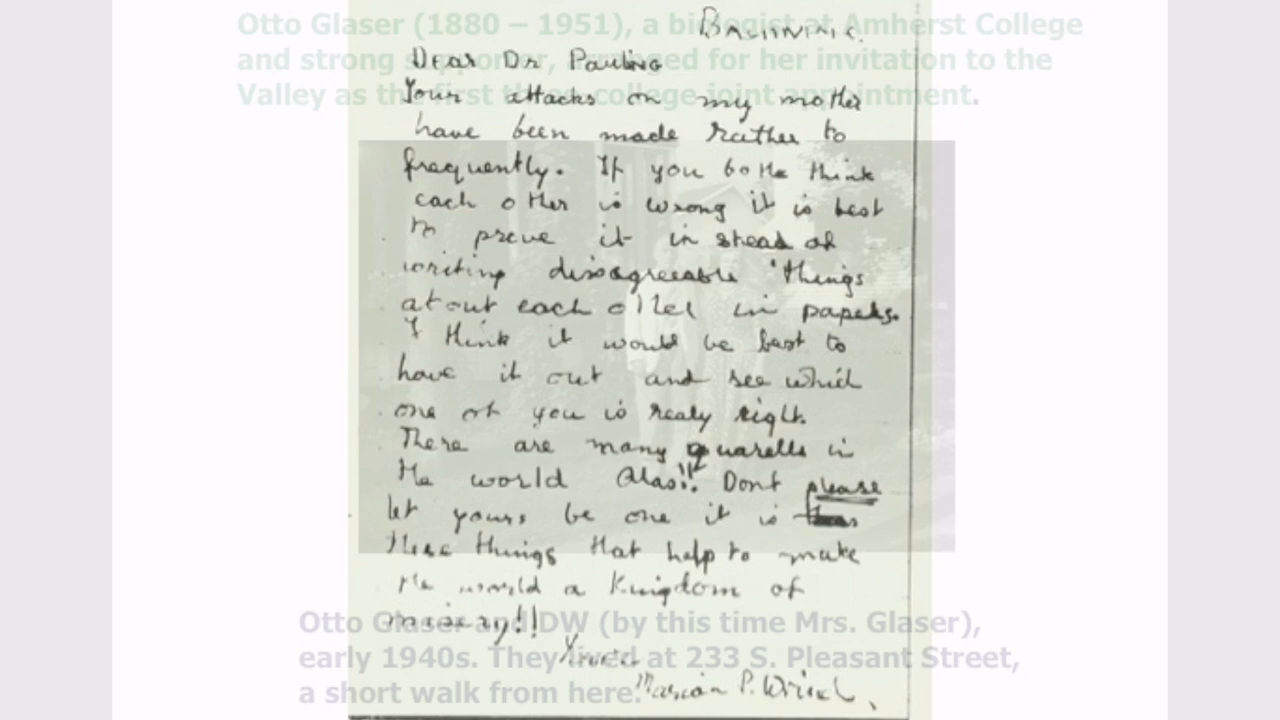 Otto Glaser (1880 – 1951), a biologist at Amherst College
and strong supporter, arranged for her invitation to the
Valley as the first three-college joint appointment.
Dear Dr Pauling
Your attacks on my mother
have been made rather to
frequently. If you bothe think
each other is wrong it is best
to prove it in stead of
writing disagreeable things
about each other in papers.
I think it would be best to
have it out and see which
one of you is realy right.
There are many quarells in
the world Alas!! Dont please
let yours be one it is
these things that help to make
the world a Kingdom of
misery!!
Otto Glaser and DW (by this time Mrs. Glaser),
early 1940s. They lived at 233 S. Pleasant Street,
a short walk from here.
Yours
Marion P. Wrinch